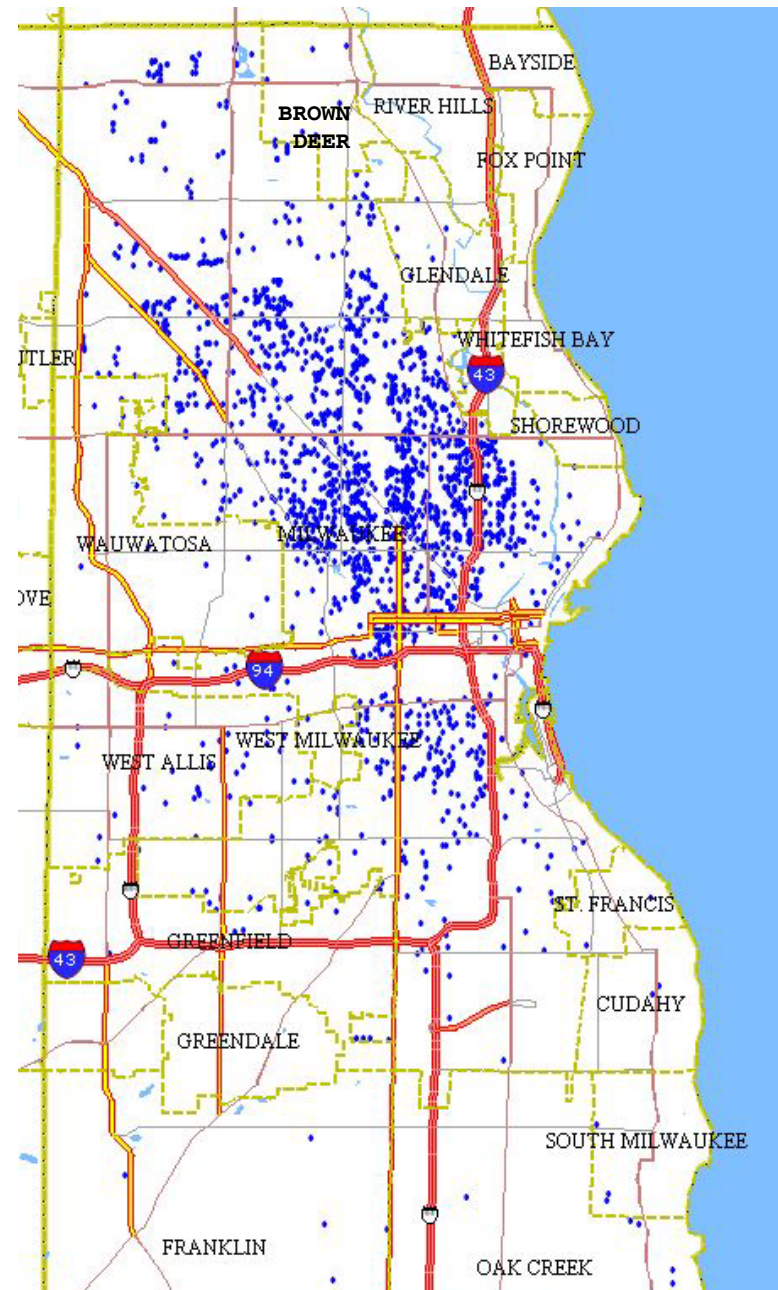 BAYSIDE
BROWN
DEER
RIVER HILLS
FOX POINT
GLENDALE
WHITEFISH BAY
UTLER
43
SHOREWOOD
MILWAUKEE
WAUWATOSA
OVE
94
WEST MILWAUKEE
WEST ALLIS
ST. FRANCIS
GREENFIELD
43
CUDAHY
GREENDALE
SOUTH MILWAUKEE
FRANKLIN
OAK CREEK